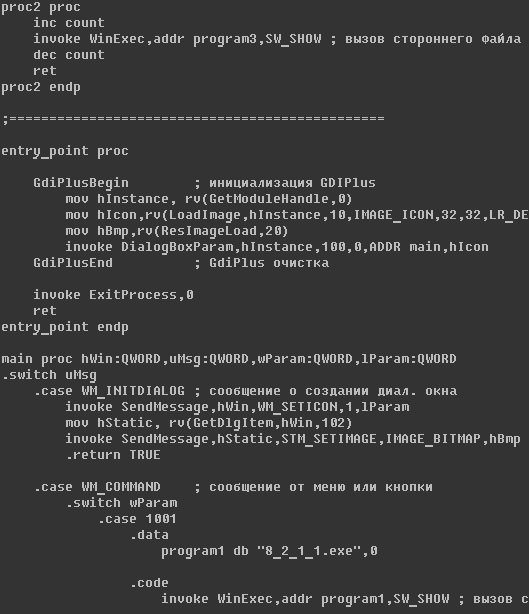 proc2 proc
    inc count
    invoke WinExec,addr program3,SW_SHOW ; вызов стороннего файла
    dec count
    ret
proc2 endp
;===============================================
entry_point proc
    GdiPlusBegin        ; инициализация GDIPlus
        mov hInstance, rv(GetModuleHandle,0)
        mov hIcon,rv(LoadImage,hInstance,10,IMAGE_ICON,32,32,LR_DE
        mov hBmp,rv(ResImageLoad,20)
        invoke DialogBoxParam,hInstance,100,0,ADDR main,hIcon
    GdiPlusEnd          ; GdiPlus очистка
    invoke ExitProcess,0
    ret
entry_point endp
main proc hWin:QWORD,uMsg:QWORD,wParam:QWORD,lParam:QWORD
.switch uMsg
    .case WM_INITDIALOG ; сообщение о создании диал. окна
        invoke SendMessage,hWin,WM_SETICON,1,lParam
        mov hStatic, rv(GetDlgItem,hWin,102)
        invoke SendMessage,hStatic,STM_SETIMAGE,IMAGE_BITMAP,hBmp
        .return TRUE
    .case WM_COMMAND    ; сообщение от меню или кнопки
        .switch wParam
            .case 1001
                .data
                    program1 db "8_2_1_1.exe",0
                .code
                    invoke WinExec,addr program1,SW_SHOW ; вызов с